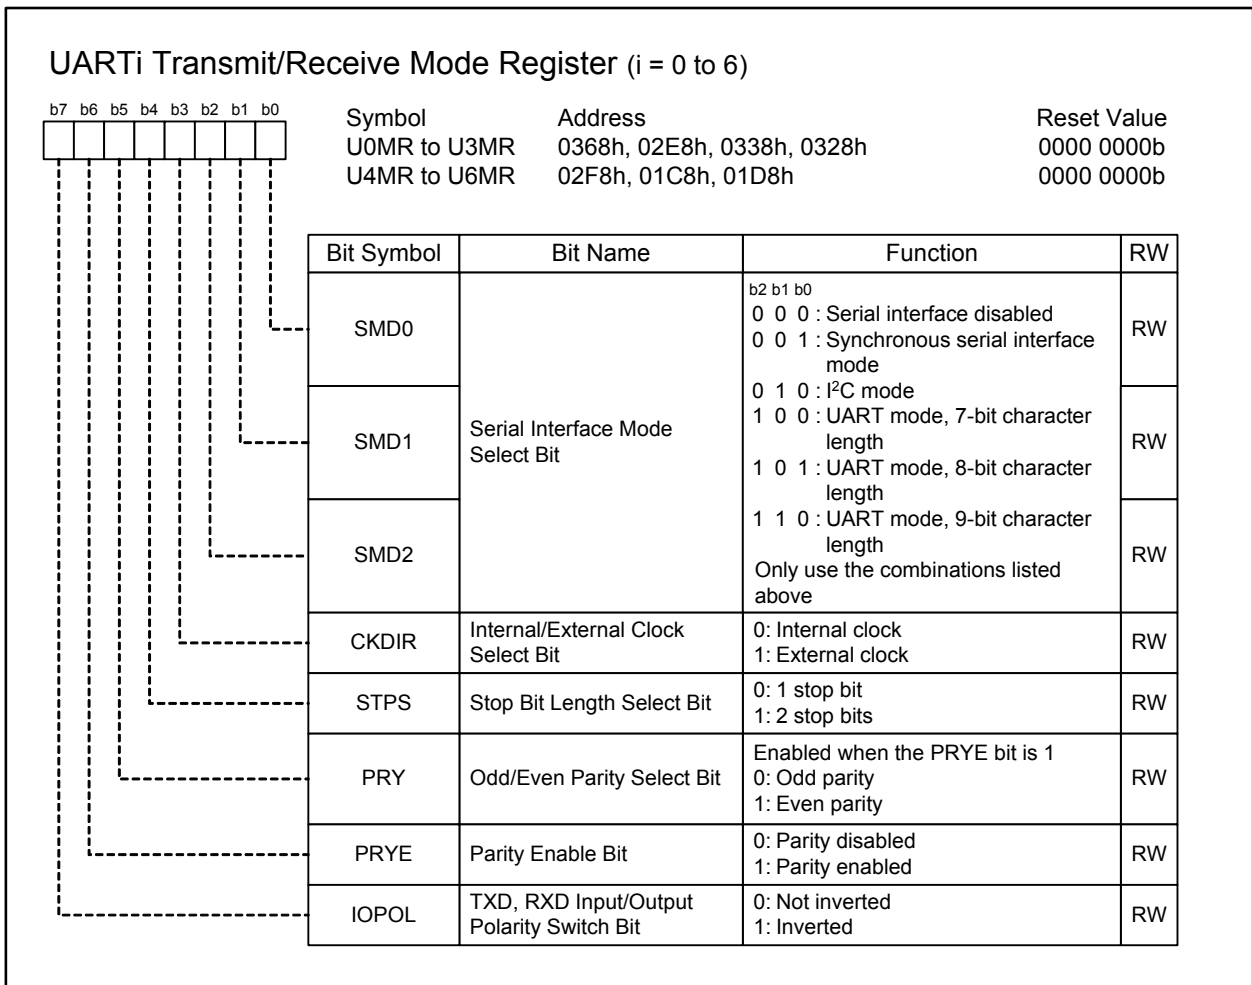 UARTi Transmit/Receive Mode Register (i = 0 to 6)
b7 b6 b5 b4 b3 b2 b1 b0
Symbol Address Reset Value
U0MR to U3MR 0368h, 02E8h, 0338h, 0328h 0000 0000b
U4MR to U6MR 02F8h, 01C8h, 01D8h 0000 0000b
Bit Symbol Bit Name Function RW
SMD0 RW
SMD1 RW
SMD2 RW
Serial Interface Mode
Select Bit
b2 b1 b0
0 0 0 : Serial interface disabled
0 0 1 : Synchronous serial interface
mode
0 1 0 : I²C mode
1 0 0 : UART mode, 7-bit character
length
1 0 1 : UART mode, 8-bit character
length
1 1 0 : UART mode, 9-bit character
length
Only use the combinations listed
above
CKDIR
Internal/External Clock
Select Bit
0: Internal clock
1: External clock
RW
STPS
Stop Bit Length Select Bit
0: 1 stop bit
1: 2 stop bits
RW
PRY
Odd/Even Parity Select Bit
Enabled when the PRYE bit is 1
0: Odd parity
1: Even parity
RW
PRYE
Parity Enable Bit
0: Parity disabled
1: Parity enabled
RW
IOPOL
TXD, RXD Input/Output
Polarity Switch Bit
0: Not inverted
1: Inverted
RW